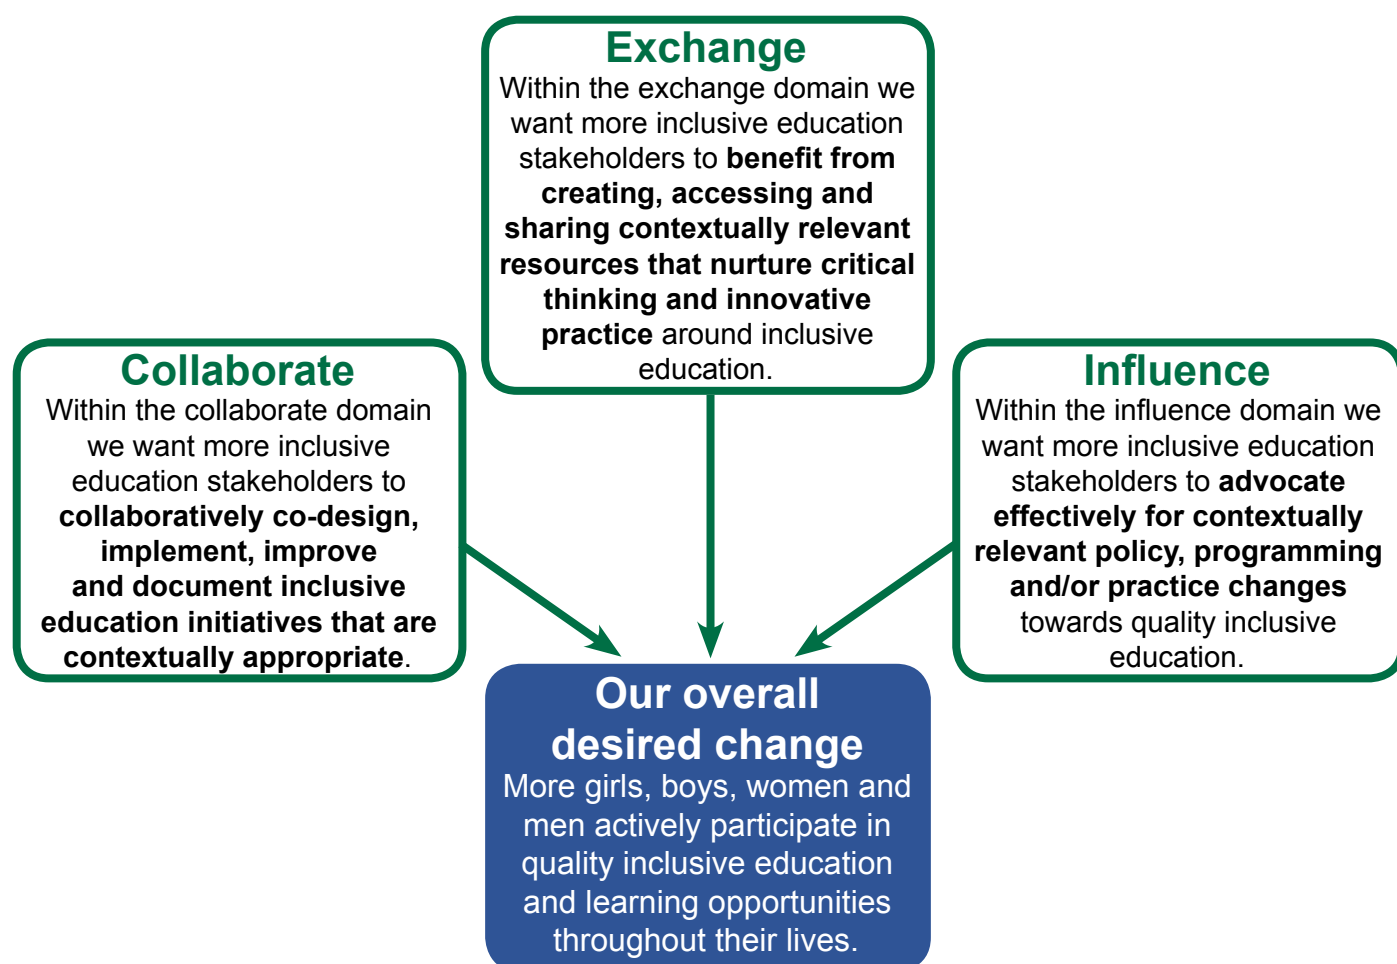 Exchange
Within the exchange domain we
want more inclusive education
stakeholders to benefit from
creating, accessing and
sharing contextually relevant
resources that nurture critical
thinking and innovative
practice around inclusive
education.
Collaborate
Within the collaborate domain
we want more inclusive
education stakeholders to
collaboratively co-design,
implement, improve
and document inclusive
education initiatives that are
contextually appropriate.
Influence
Within the influence domain we
want more inclusive education
stakeholders to advocate
effectively for contextually
relevant policy, programming
and/or practice changes
towards quality inclusive
education.
Our overall
desired change
More girls, boys, women and
men actively participate in
quality inclusive education
and learning opportunities
throughout their lives.